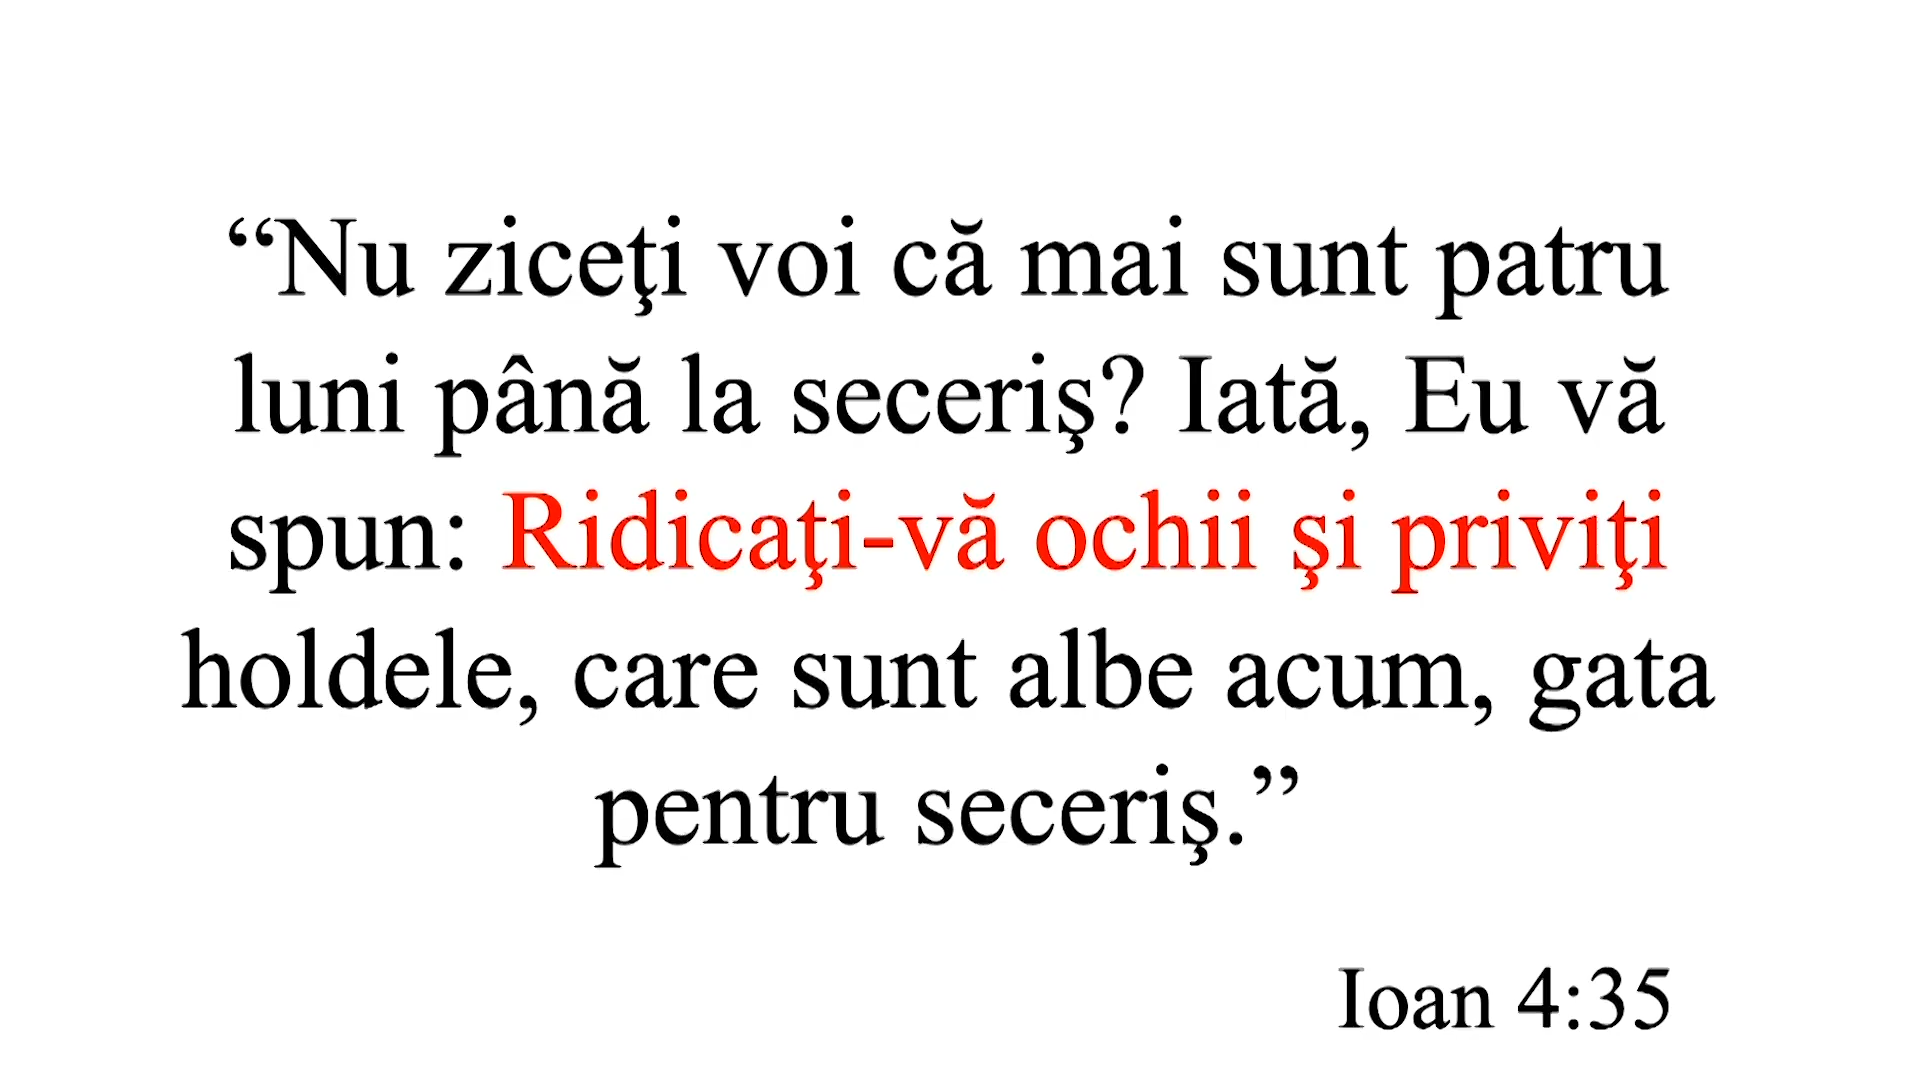 “Nu ziceţi voi că mai sunt patru
luni până la seceriş? Iată, Eu vă
spun: Ridicaţi-vă ochii şi priviţi
holdele, care sunt albe acum, gata
pentru seceriş.”
Ioan 4:35